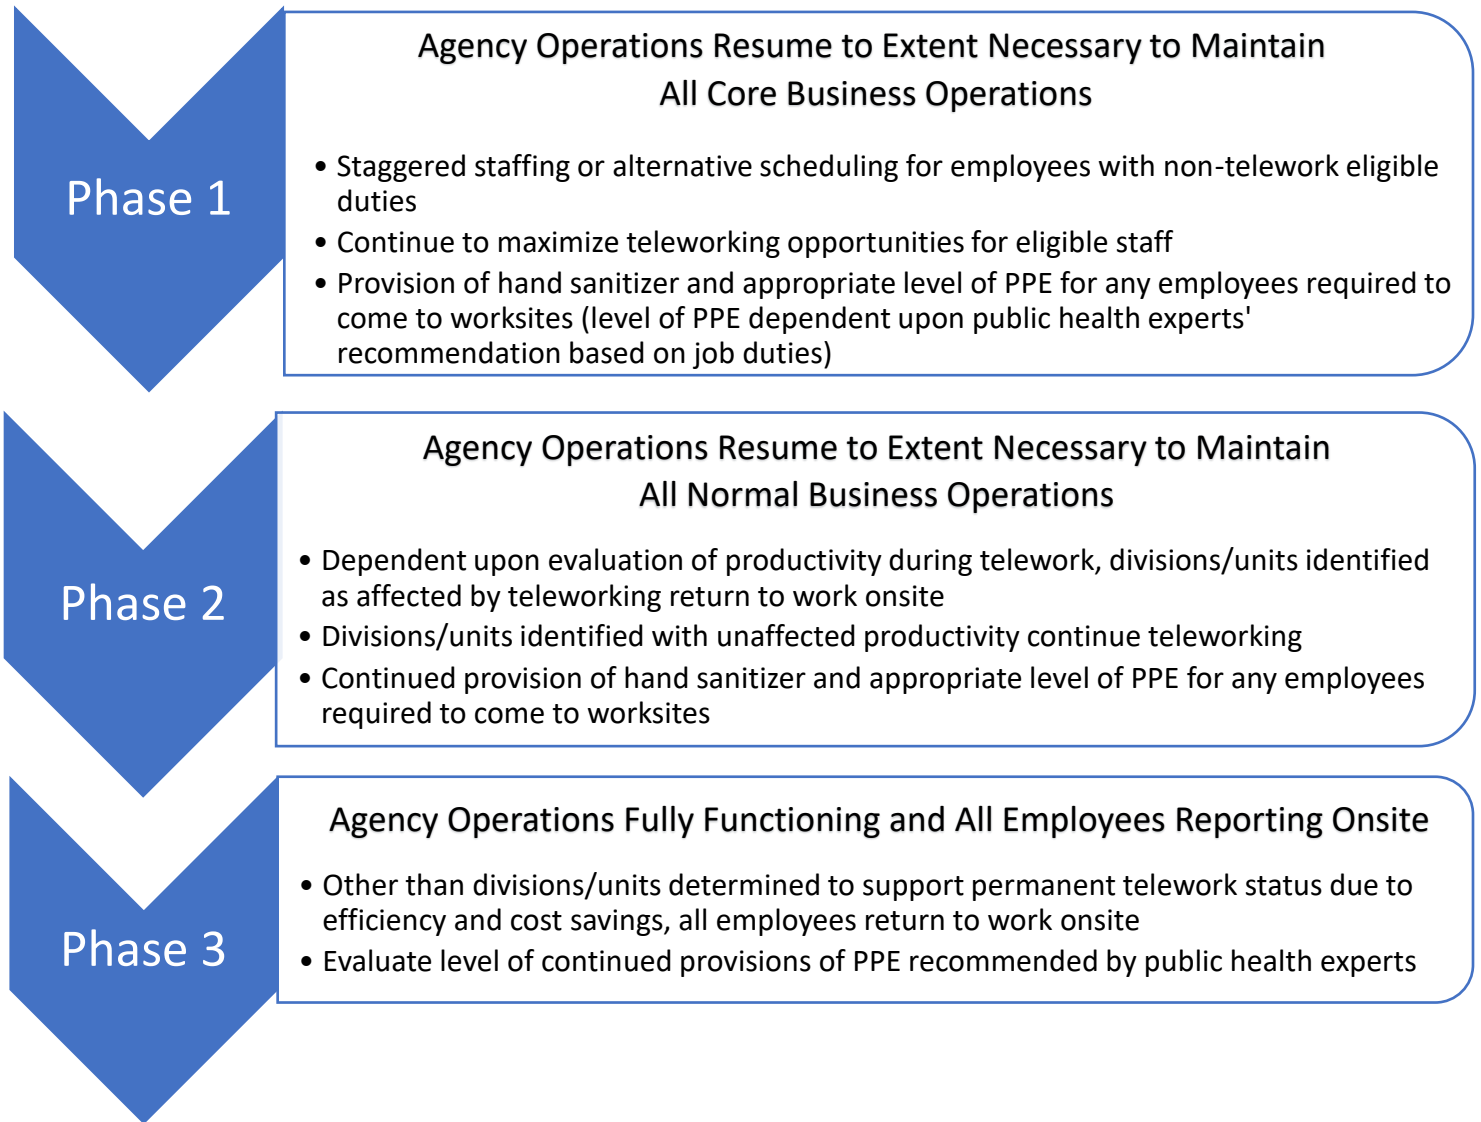 Phase 1
Agency Operations Resume to Extent Necessary to Maintain
All Core Business Operations
• Staggered staffing or alternative scheduling for employees with non-telework eligible
duties
• Continue to maximize teleworking opportunities for eligible staff
• Provision of hand sanitizer and appropriate level of PPE for any employees required to
come to worksites (level of PPE dependent upon public health experts'
recommendation based on job duties)
Phase 2
Agency Operations Resume to Extent Necessary to Maintain
All Normal Business Operations
• Dependent upon evaluation of productivity during telework, divisions/units identified
as affected by teleworking return to work onsite
• Divisions/units identified with unaffected productivity continue teleworking
• Continued provision of hand sanitizer and appropriate level of PPE for any employees
required to come to worksites
Phase 3
Agency Operations Fully Functioning and All Employees Reporting Onsite
• Other than divisions/units determined to support permanent telework status due to
efficiency and cost savings, all employees return to work onsite
• Evaluate level of continued provisions of PPE recommended by public health experts